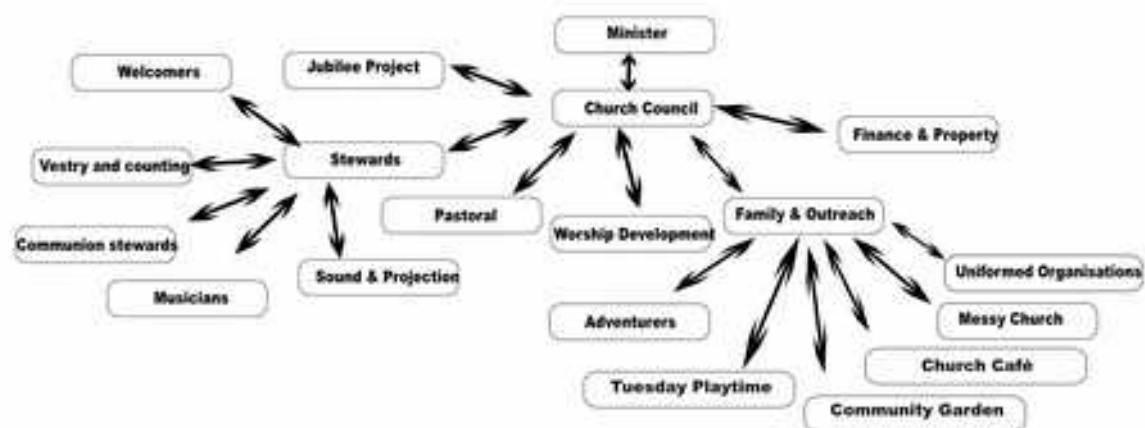 Minister
Welcomers
Jubilee Project
Church Council
Finance & Property
Vestry and counting
Stewards
Pastoral
Family & Outreach
Communion stewards
Worship Development
Sound & Projection
Uniformed Organisations
Musicians
Adventurers
Messy Church
Church Cafè
Tuesday Playtime
Community Garden